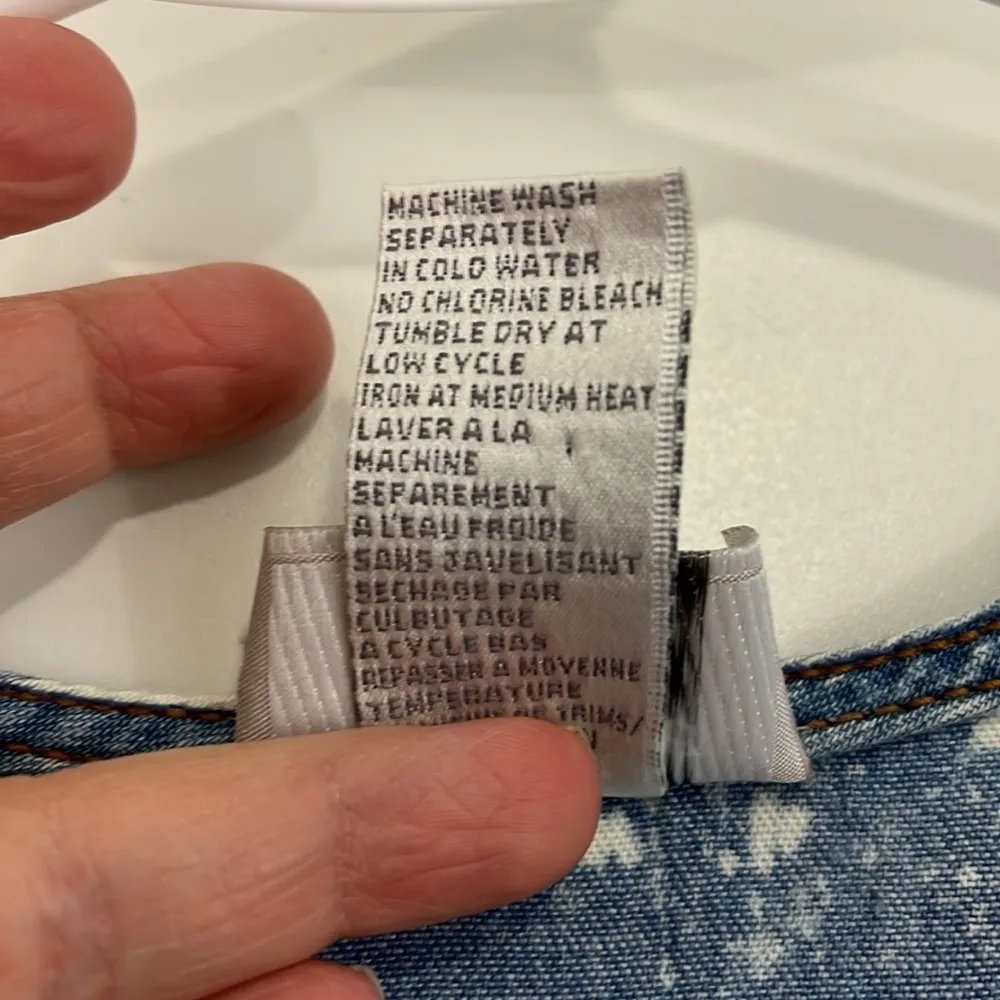 MACHINE WASH
SEPARATELY
IN COLD WATER
NO CHLORINE BLEACH
TUMBLE DRY AT
LOW CYCLE
IRON AT MEDIUM HEAT
LAVER A LA
MACHINE
SEPAREMENT
A L'EAU FROIDE
SANS JAVELISANT
SECHAGE PAR
CULBUTAGE
A CYCLE BAS
REPASSER A MOYENNE
TEMPERATURE
TRIMS/